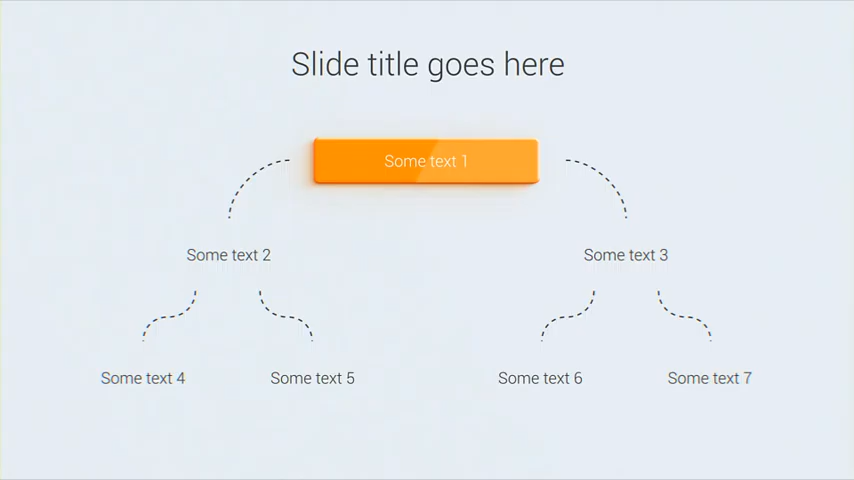 Slide title goes here
Some text 1
Some text 2
Some text 3
Some text 4
Some text 5
Some text 6
Some text 7